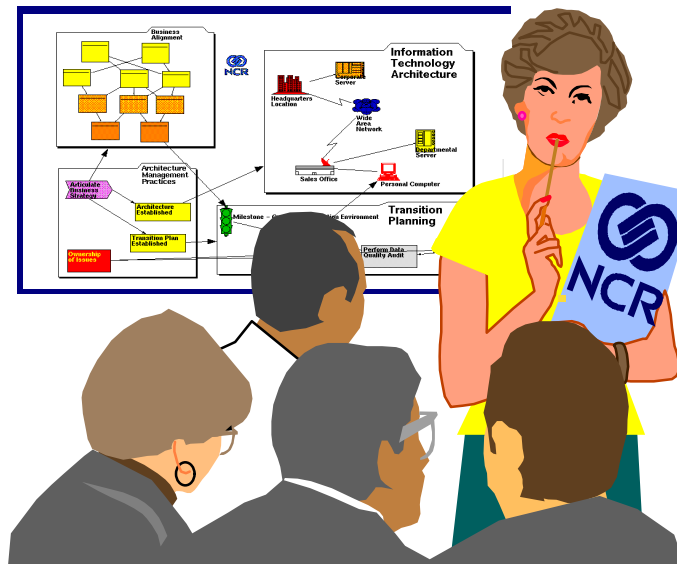 Business
Alignment
NCR
Information
Technology
Architecture
Corporate
Server
Headquarters
Location
Wide
Area
Network
Departmental
Server
Sales Office
Personal Computer
Architecture
Management
Practices
Articulate
Business
Strategy
Architecture
Established
Transition Plan
Established
Ownership
of Issues
Transition
Planning
Milestone –
Environment
Perform Data
Quality Audit
NCR